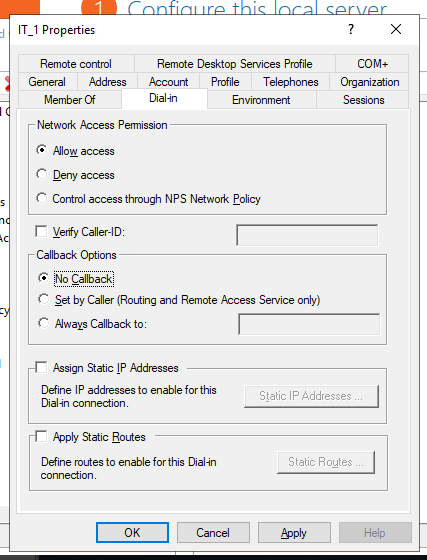 1 Configure this local server
IT_1 Properties
Remote control Remote Desktop Services Profile COM+
General Address Account Profile Telephones Organization
Member Of Dial-in Environment Sessions
Network Access Permission
Allow access
Deny access
Control access through NPS Network Policy
Verify Caller-ID:
Callback Options
No Callback
Set by Caller (Routing and Remote Access Service only)
Always Callback to:
Assign Static IP Addresses
Define IP addresses to enable for this
Dial-in connection.
Static IP Addresses ...
Apply Static Routes
Define routes to enable for this Dial-in
connection.
Static Routes ...
OK Cancel Apply Help